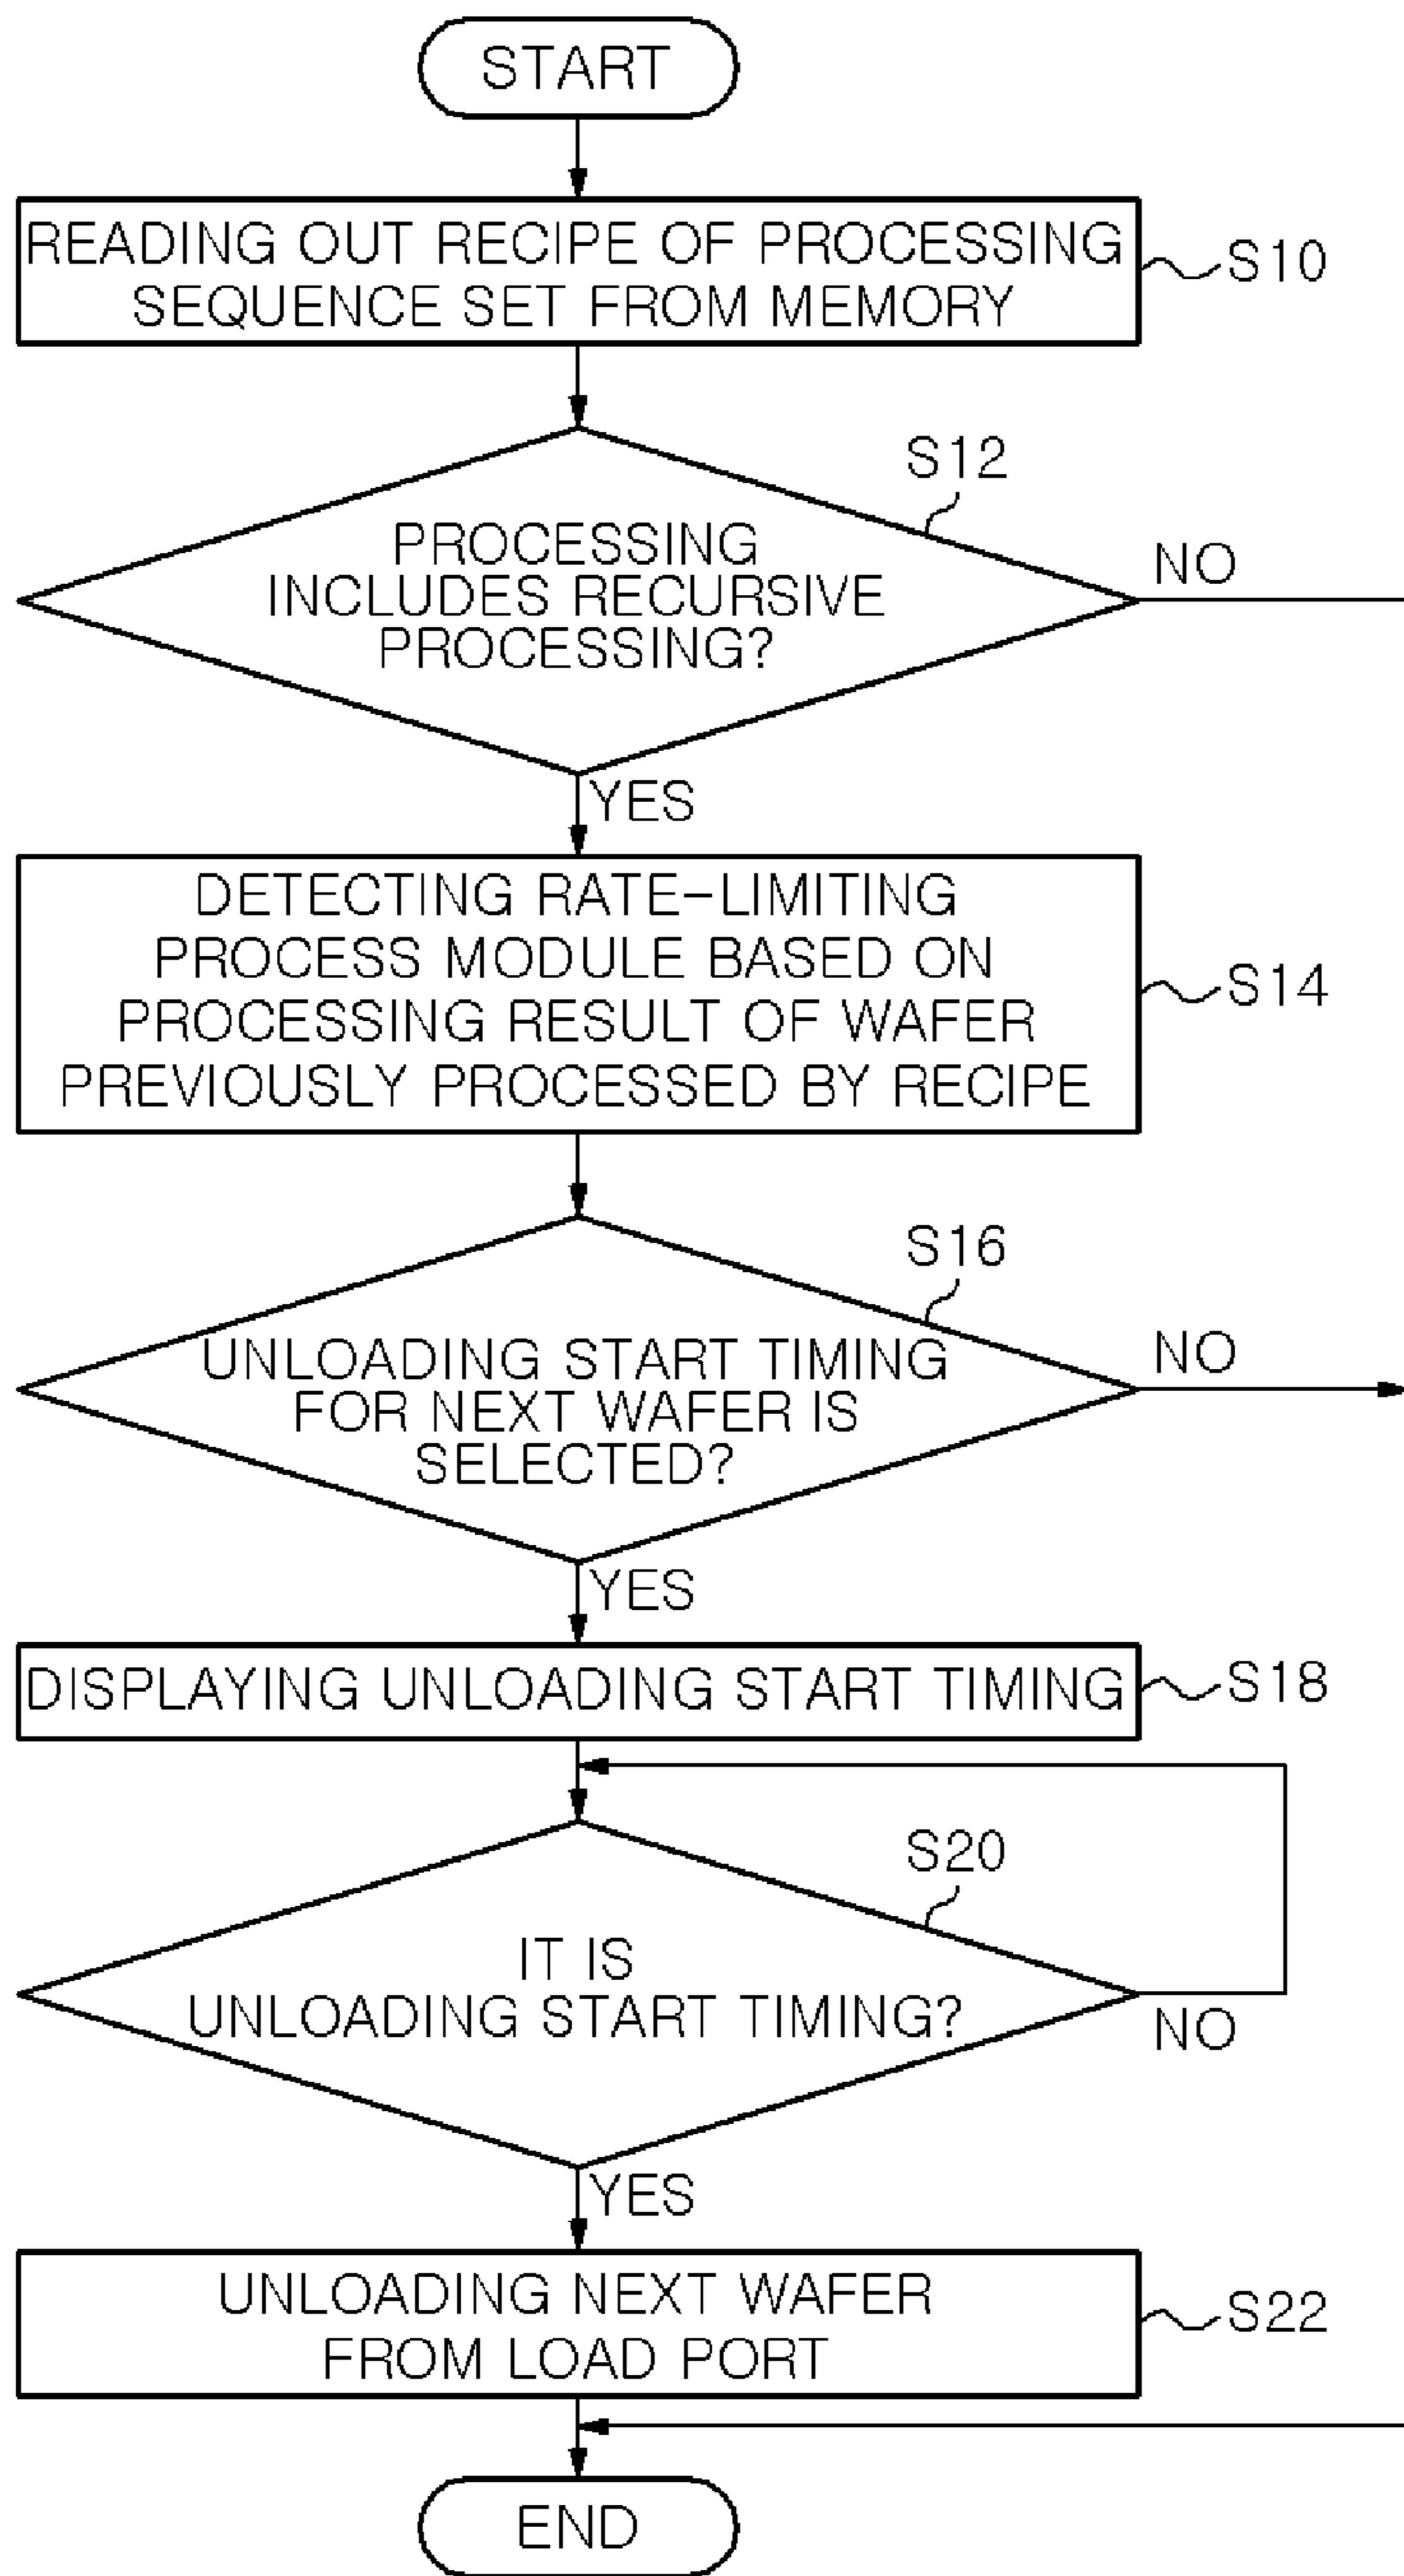 START
READING OUT RECIPE OF PROCESSING
SEQUENCE SET FROM MEMORY
S10
S12
PROCESSING
INCLUDES RECURSIVE
PROCESSING?
NO
YES
DETECTING RATE-LIMITING
PROCESS MODULE BASED ON
PROCESSING RESULT OF WAFER
PREVIOUSLY PROCESSED BY RECIPE
S14
S16
UNLOADING START TIMING
FOR NEXT WAFER IS
SELECTED?
NO
YES
DISPLAYING UNLOADING START TIMING
S18
S20
IT IS
UNLOADING START TIMING?
NO
YES
UNLOADING NEXT WAFER
FROM LOAD PORT
S22
END